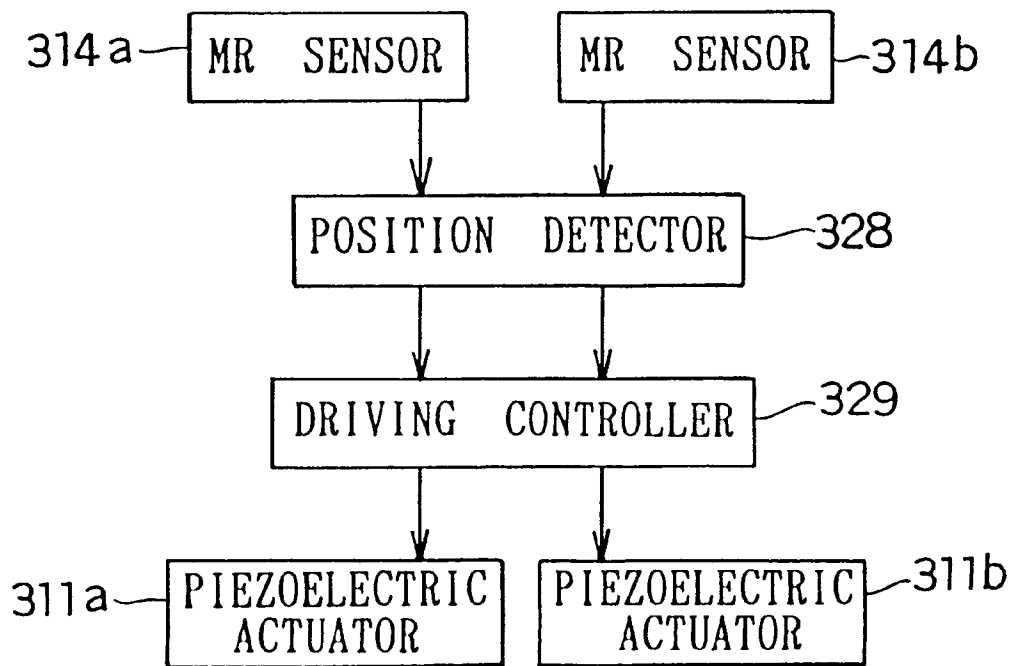 314a
MR SENSOR
MR SENSOR
314b
POSITION DETECTOR
328
DRIVING CONTROLLER
329
311a
PIEZOELECTRIC
ACTUATOR
PIEZOELECTRIC
ACTUATOR
311b